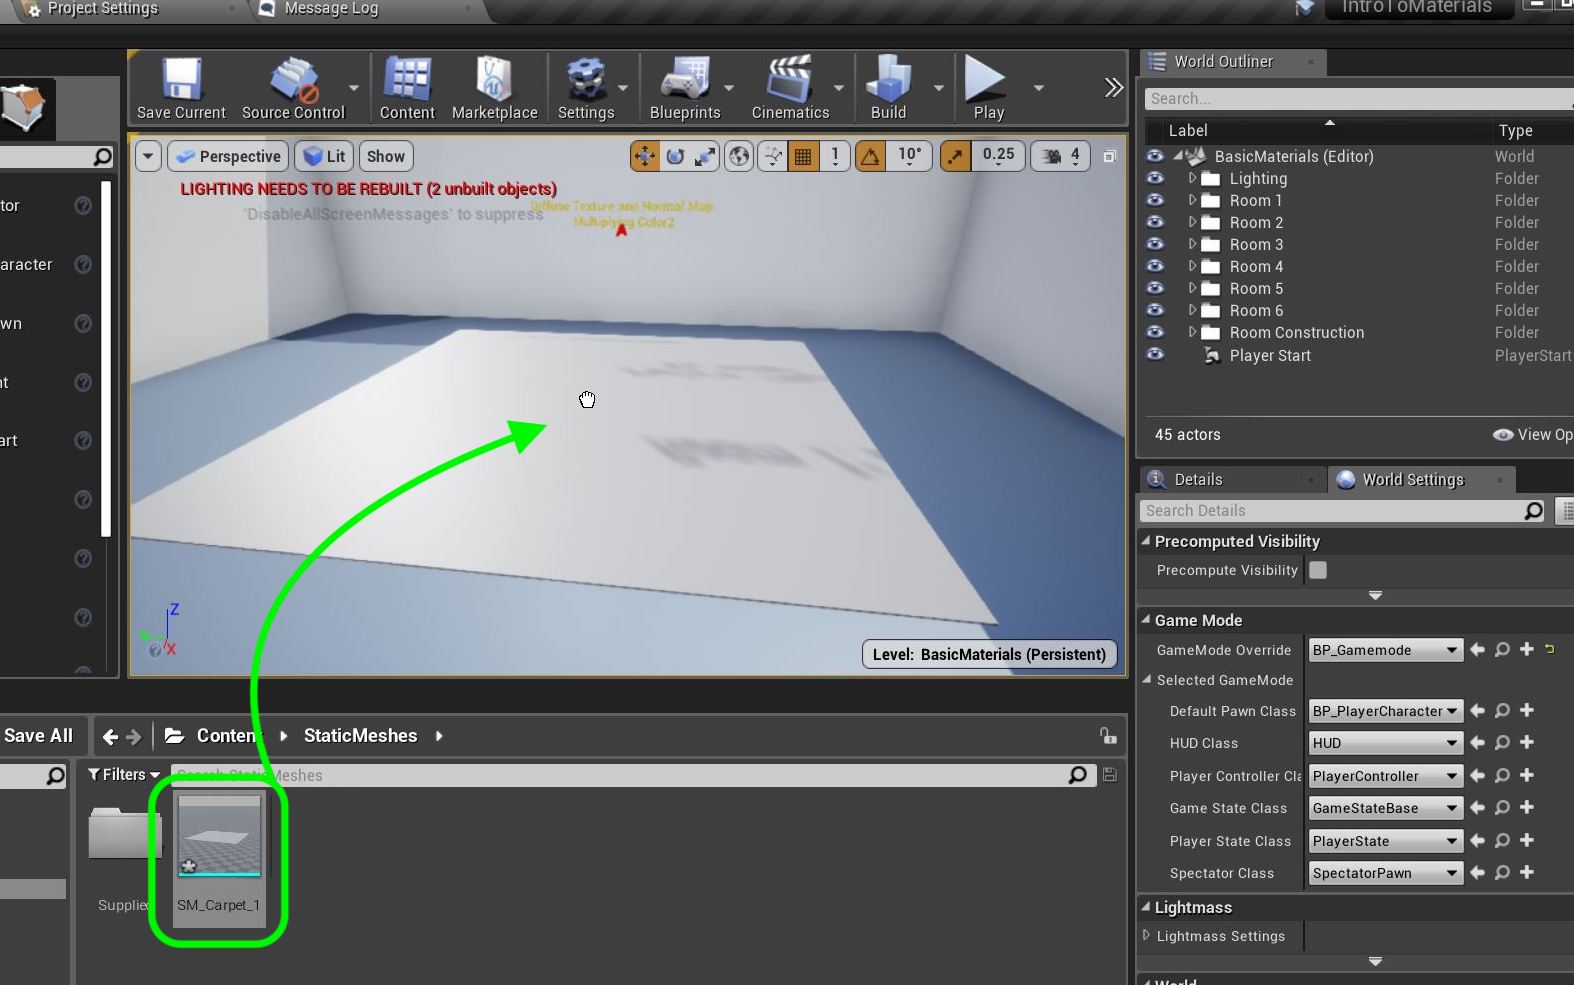 Project Settings
Message Log
IntroToMaterials
Save Current
Source Control
Content
Marketplace
Settings
Blueprints
Cinematics
Build
Play
Perspective
Lit
Show
1
10°
0.25
4
LIGHTING NEEDS TO BE REBUILT (2 unbuilt objects)
'DisableAllScreenMessages' to suppress
Diffuse Texture and Normal Map
Multiplying Color2
tor
aracter
wn
nt
art
Z
X
Level: BasicMaterials (Persistent)
World Outliner
Search...
Label
Type
BasicMaterials (Editor) World
Lighting Folder
Room 1 Folder
Room 2 Folder
Room 3 Folder
Room 4 Folder
Room 5 Folder
Room 6 Folder
Room Construction Folder
Player Start PlayerStart
45 actors
View Op
Details
World Settings
Search Details
Precomputed Visibility
Precompute Visibility
Game Mode
GameMode Override BP_Gamemode
Selected GameMode
Default Pawn Class BP_PlayerCharacter
HUD Class HUD
Player Controller Cla PlayerController
Game State Class GameStateBase
Player State Class PlayerState
Spectator Class SpectatorPawn
Lightmass
Lightmass Settings
World
Save All
Content
StaticMeshes
Filters
Search StaticMeshes
Supplied
SM_Carpet_1